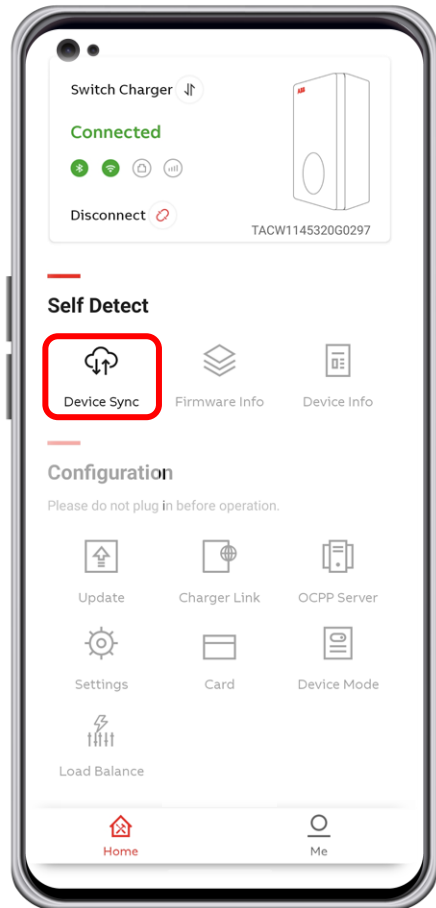 Switch Charger
Connected
Disconnect
ABB
TACW1145320G0297
Self Detect
Device Sync
Firmware Info
Device Info
Configuration
Please do not plug in before operation.
Update
Charger Link
OCPP Server
Settings
Card
Device Mode
Load Balance
Home
Me